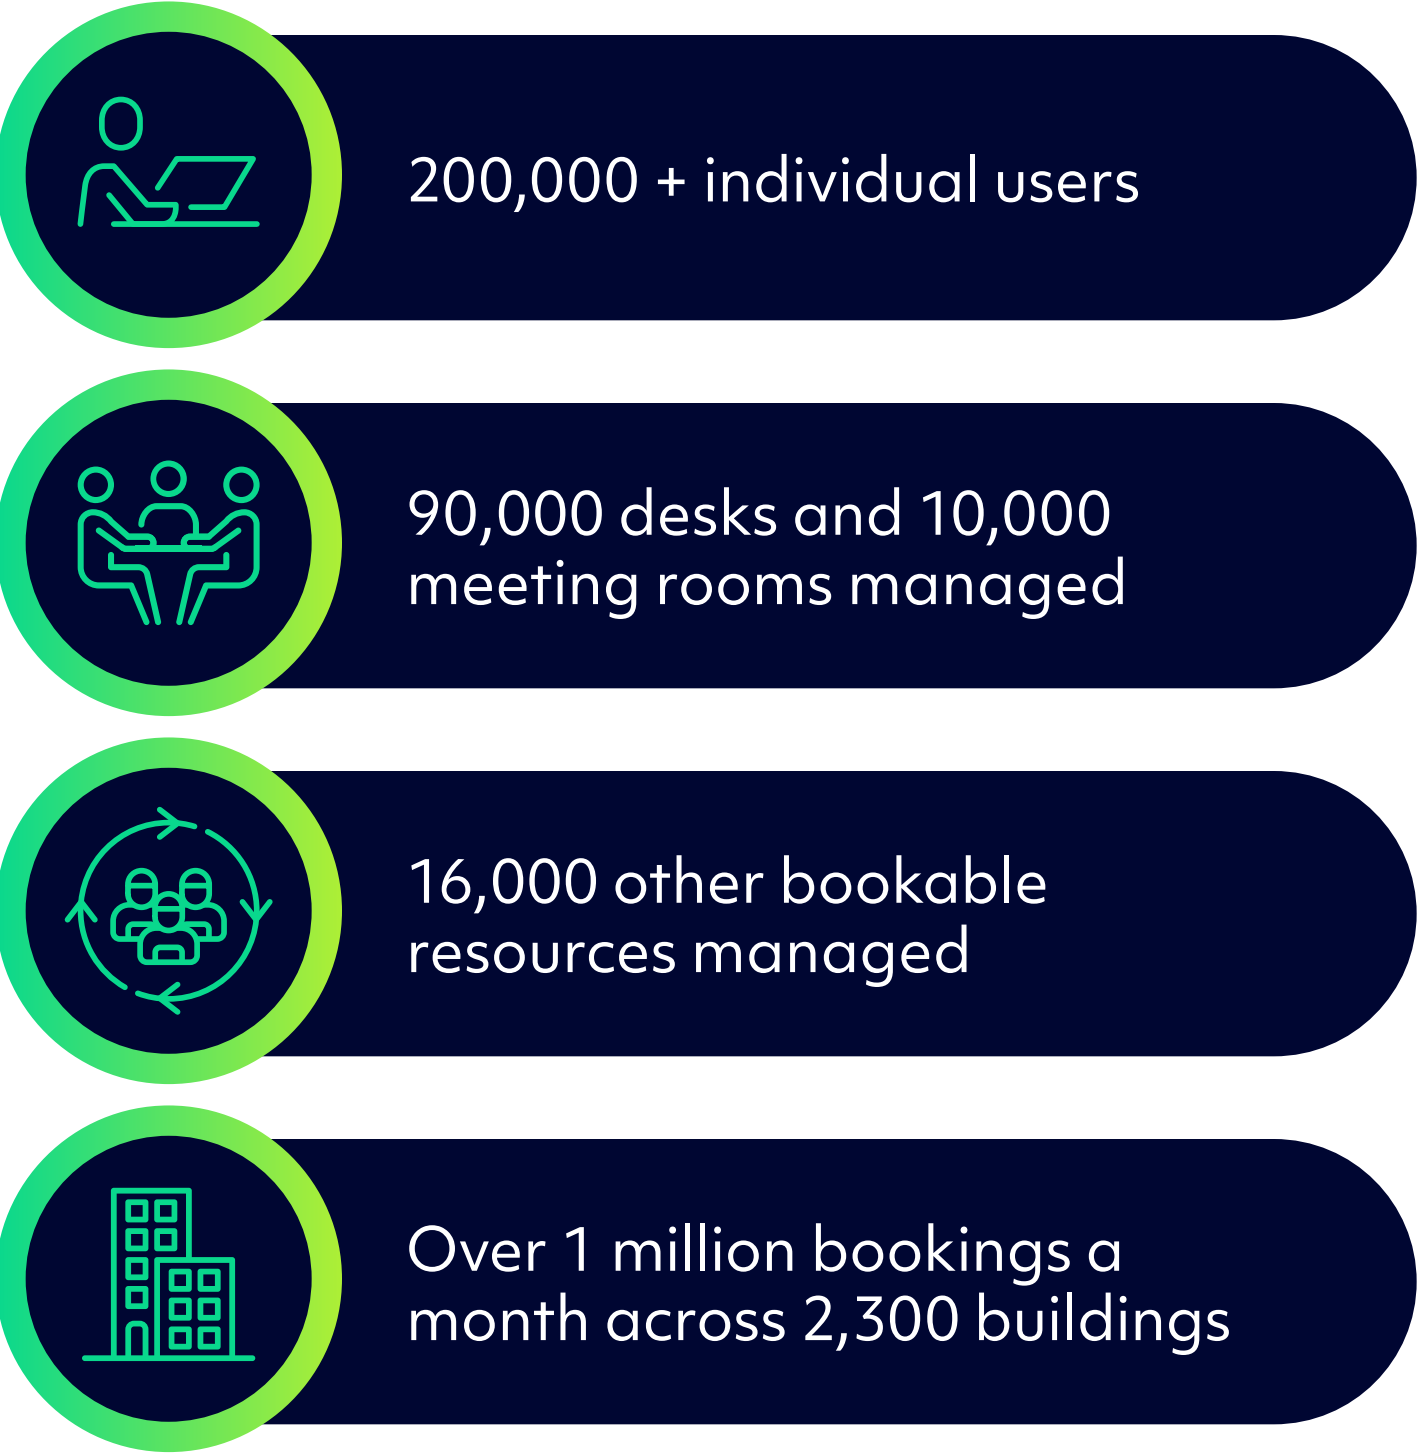 200,000 + individual users
90,000 desks and 10,000
meeting rooms managed
16,000 other bookable
resources managed
Over 1 million bookings a
month across 2,300 buildings